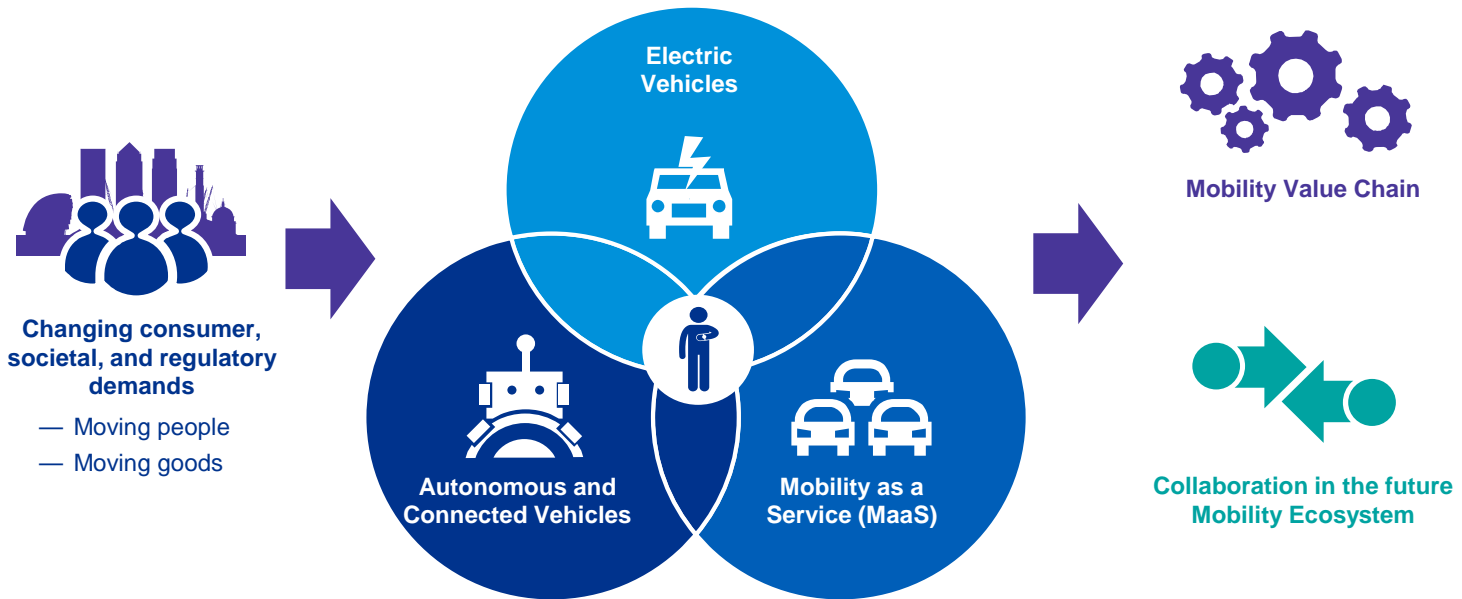 Changing consumer,
societal, and regulatory
demands
— Moving people
— Moving goods
Electric
Vehicles
Autonomous and
Connected Vehicles
Mobility as a
Service (MaaS)
Mobility Value Chain
Collaboration in the future
Mobility Ecosystem